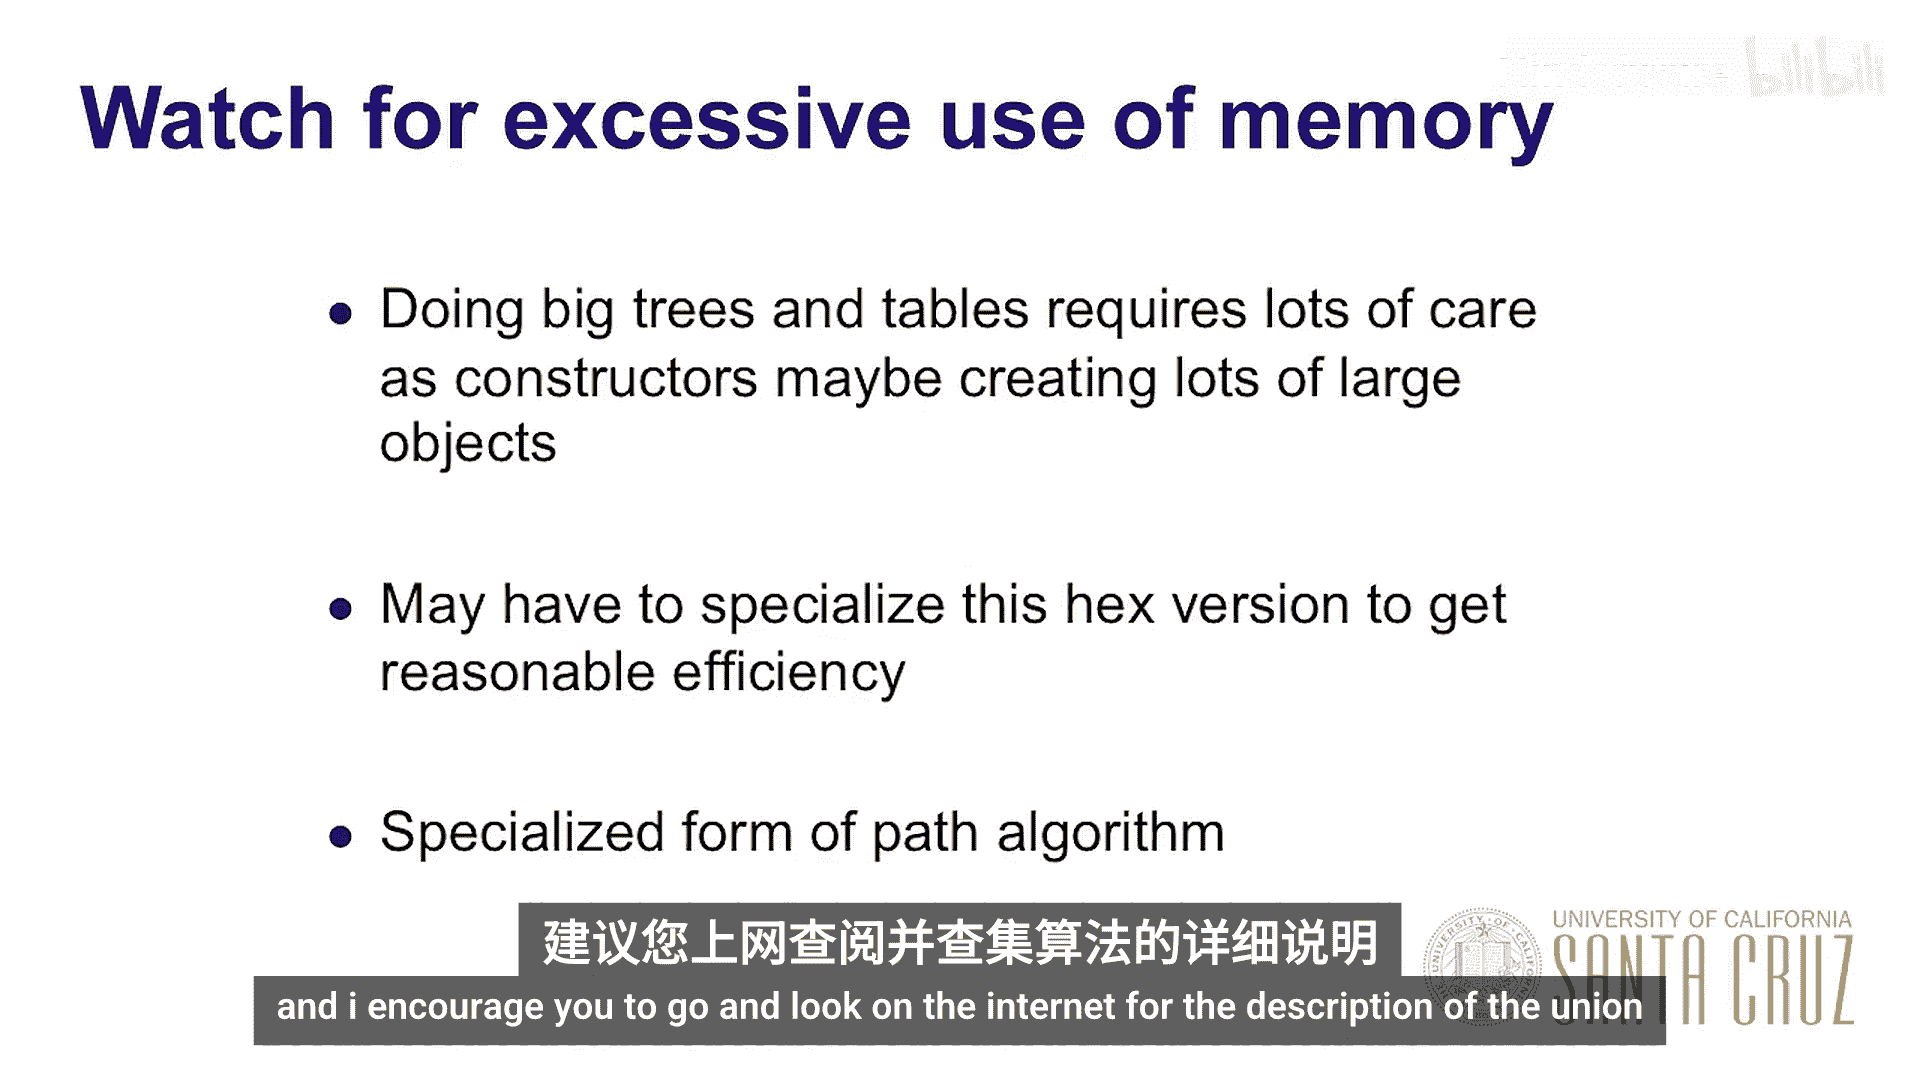 bilibili
Watch for excessive use of memory
Doing big trees and tables requires lots of care
as constructors maybe creating lots of large
objects
May have to specialize this hex version to get
reasonable efficiency
Specialized form of path algorithm
建议您上网查阅并查集算法的详细说明
and i encourage you to go and look on the internet for the description of the union
UNIVERSITY OF CALIFORNIA
SANTA CRUZ